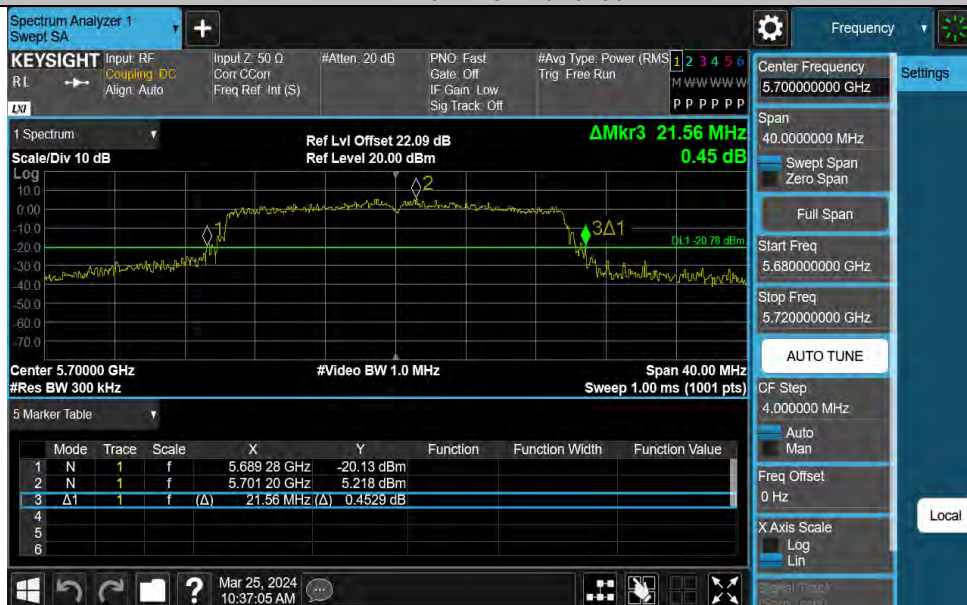 Spectrum Analyzer 1
Swept SA
Frequency
KEYSIGHT
RL
LXI
Input: RF
Coupling: DC
Align: Auto
Input Z: 50 Ω
Corr CCorr
Freq Ref: Int (S)
#Atten: 20 dB
PNO: Fast
Gate: Off
IF Gain: Low
Sig Track: Off
#Avg Type: Power (RMS
Trig: Free Run
1 2 3 4 5 6
M W W W W W
P P P P P P
1 Spectrum
Scale/Div 10 dB
Ref Lvl Offset 22.09 dB
Ref Level 20.00 dBm
ΔMkr3 21.56 MHz
0.45 dB
Log
10.0
0.00
-10.0
-20.0
-30.0
-40.0
-50.0
-60.0
-70.0
1
2
3Δ1
DL1 -20.78 dBm
Center 5.70000 GHz
#Res BW 300 kHz
#Video BW 1.0 MHz
Span 40.00 MHz
Sweep 1.00 ms (1001 pts)
5 Marker Table
Mode Trace Scale X Y Function Function Width Function Value
1 N 1 f 5.689 28 GHz -20.13 dBm
2 N 1 f 5.701 20 GHz 5.218 dBm
3 Δ1 1 f (Δ) 21.56 MHz (Δ) 0.4529 dB
4
5
6
Mar 25, 2024
10:37:05 AM
?
Center Frequency
5.700000000 GHz
Span
40.0000000 MHz
Swept Span
Zero Span
Full Span
Start Freq
5.680000000 GHz
Stop Freq
5.720000000 GHz
AUTO TUNE
CF Step
4.000000 MHz
Auto
Man
Freq Offset
0 Hz
X Axis Scale
Log
Lin
Signal Track
Settings
Local